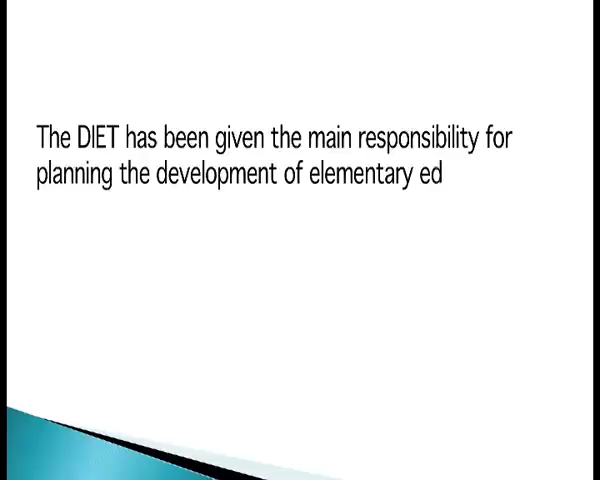 The DIET has been given the main responsibility for
planning the development of elementary ed